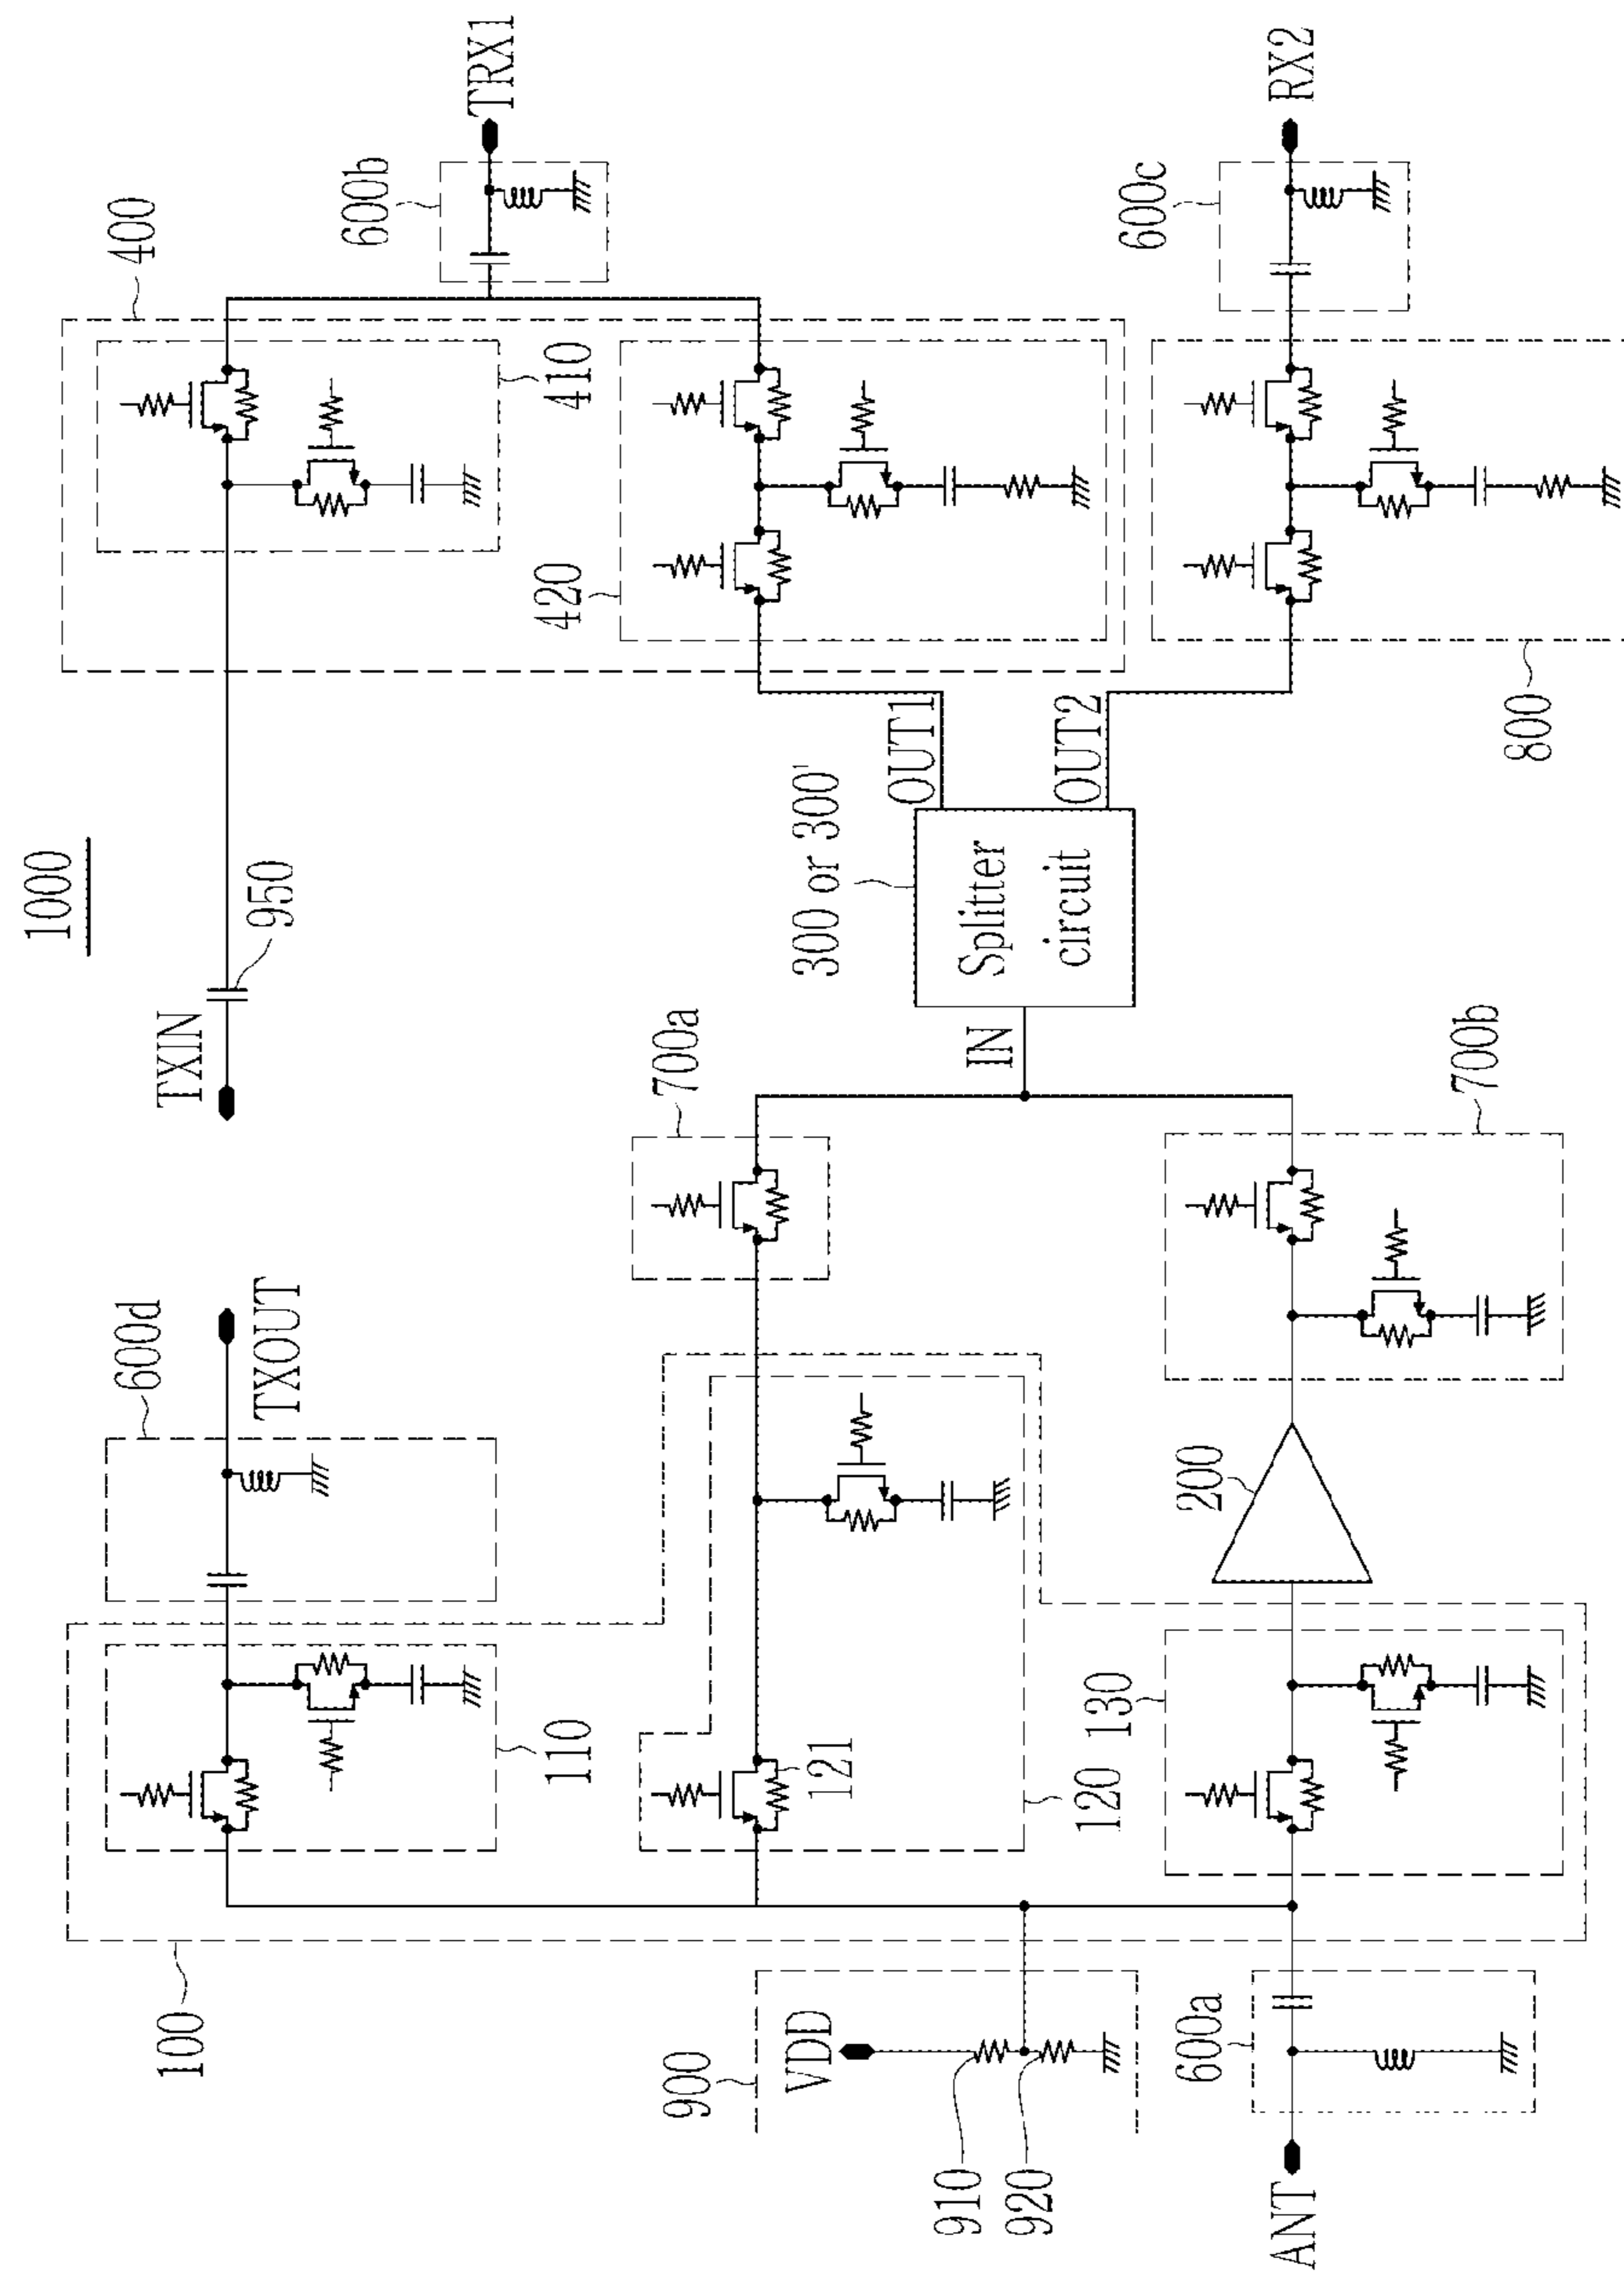 1000
TXIN
950
400
410
420
600b
TRX1
600d
TXOUT
100
110
700a
300 or 300'
Splitter
circuit
IN
OUT1
OUT2
600c
RX2
800
900
VDD
910
920
121
120
130
200
700b
600a
ANT